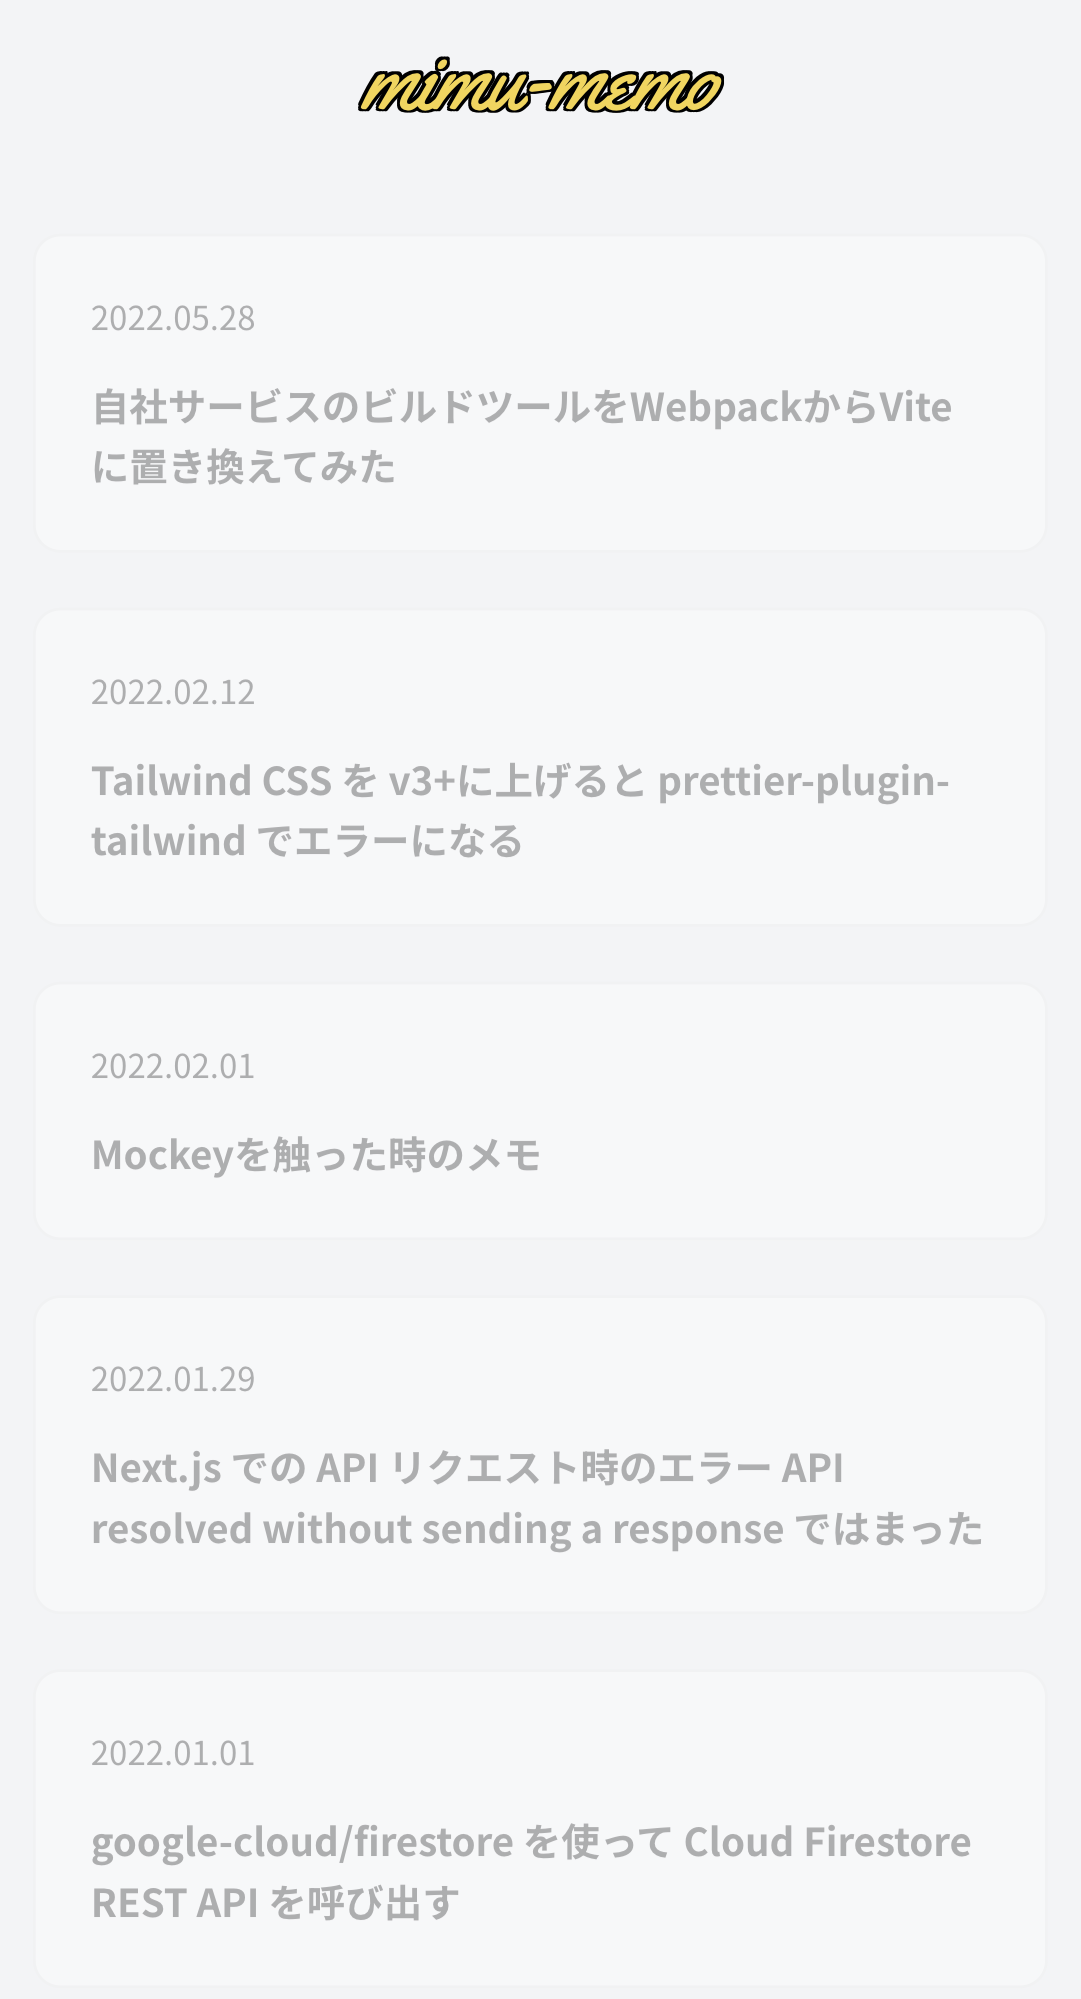 mimu-memo
2022.05.28
自社サービスのビルドツールをWebpackからVite
に置き換えてみた
2022.02.12
Tailwind CSS を v3+に上げると prettier-plugin-
tailwind でエラーになる
2022.02.01
Mockeyを触った時のメモ
2022.01.29
Next.js での API リクエスト時のエラー API
resolved without sending a response ではまった
2022.01.01
google-cloud/firestore を使って Cloud Firestore
REST API を呼び出す